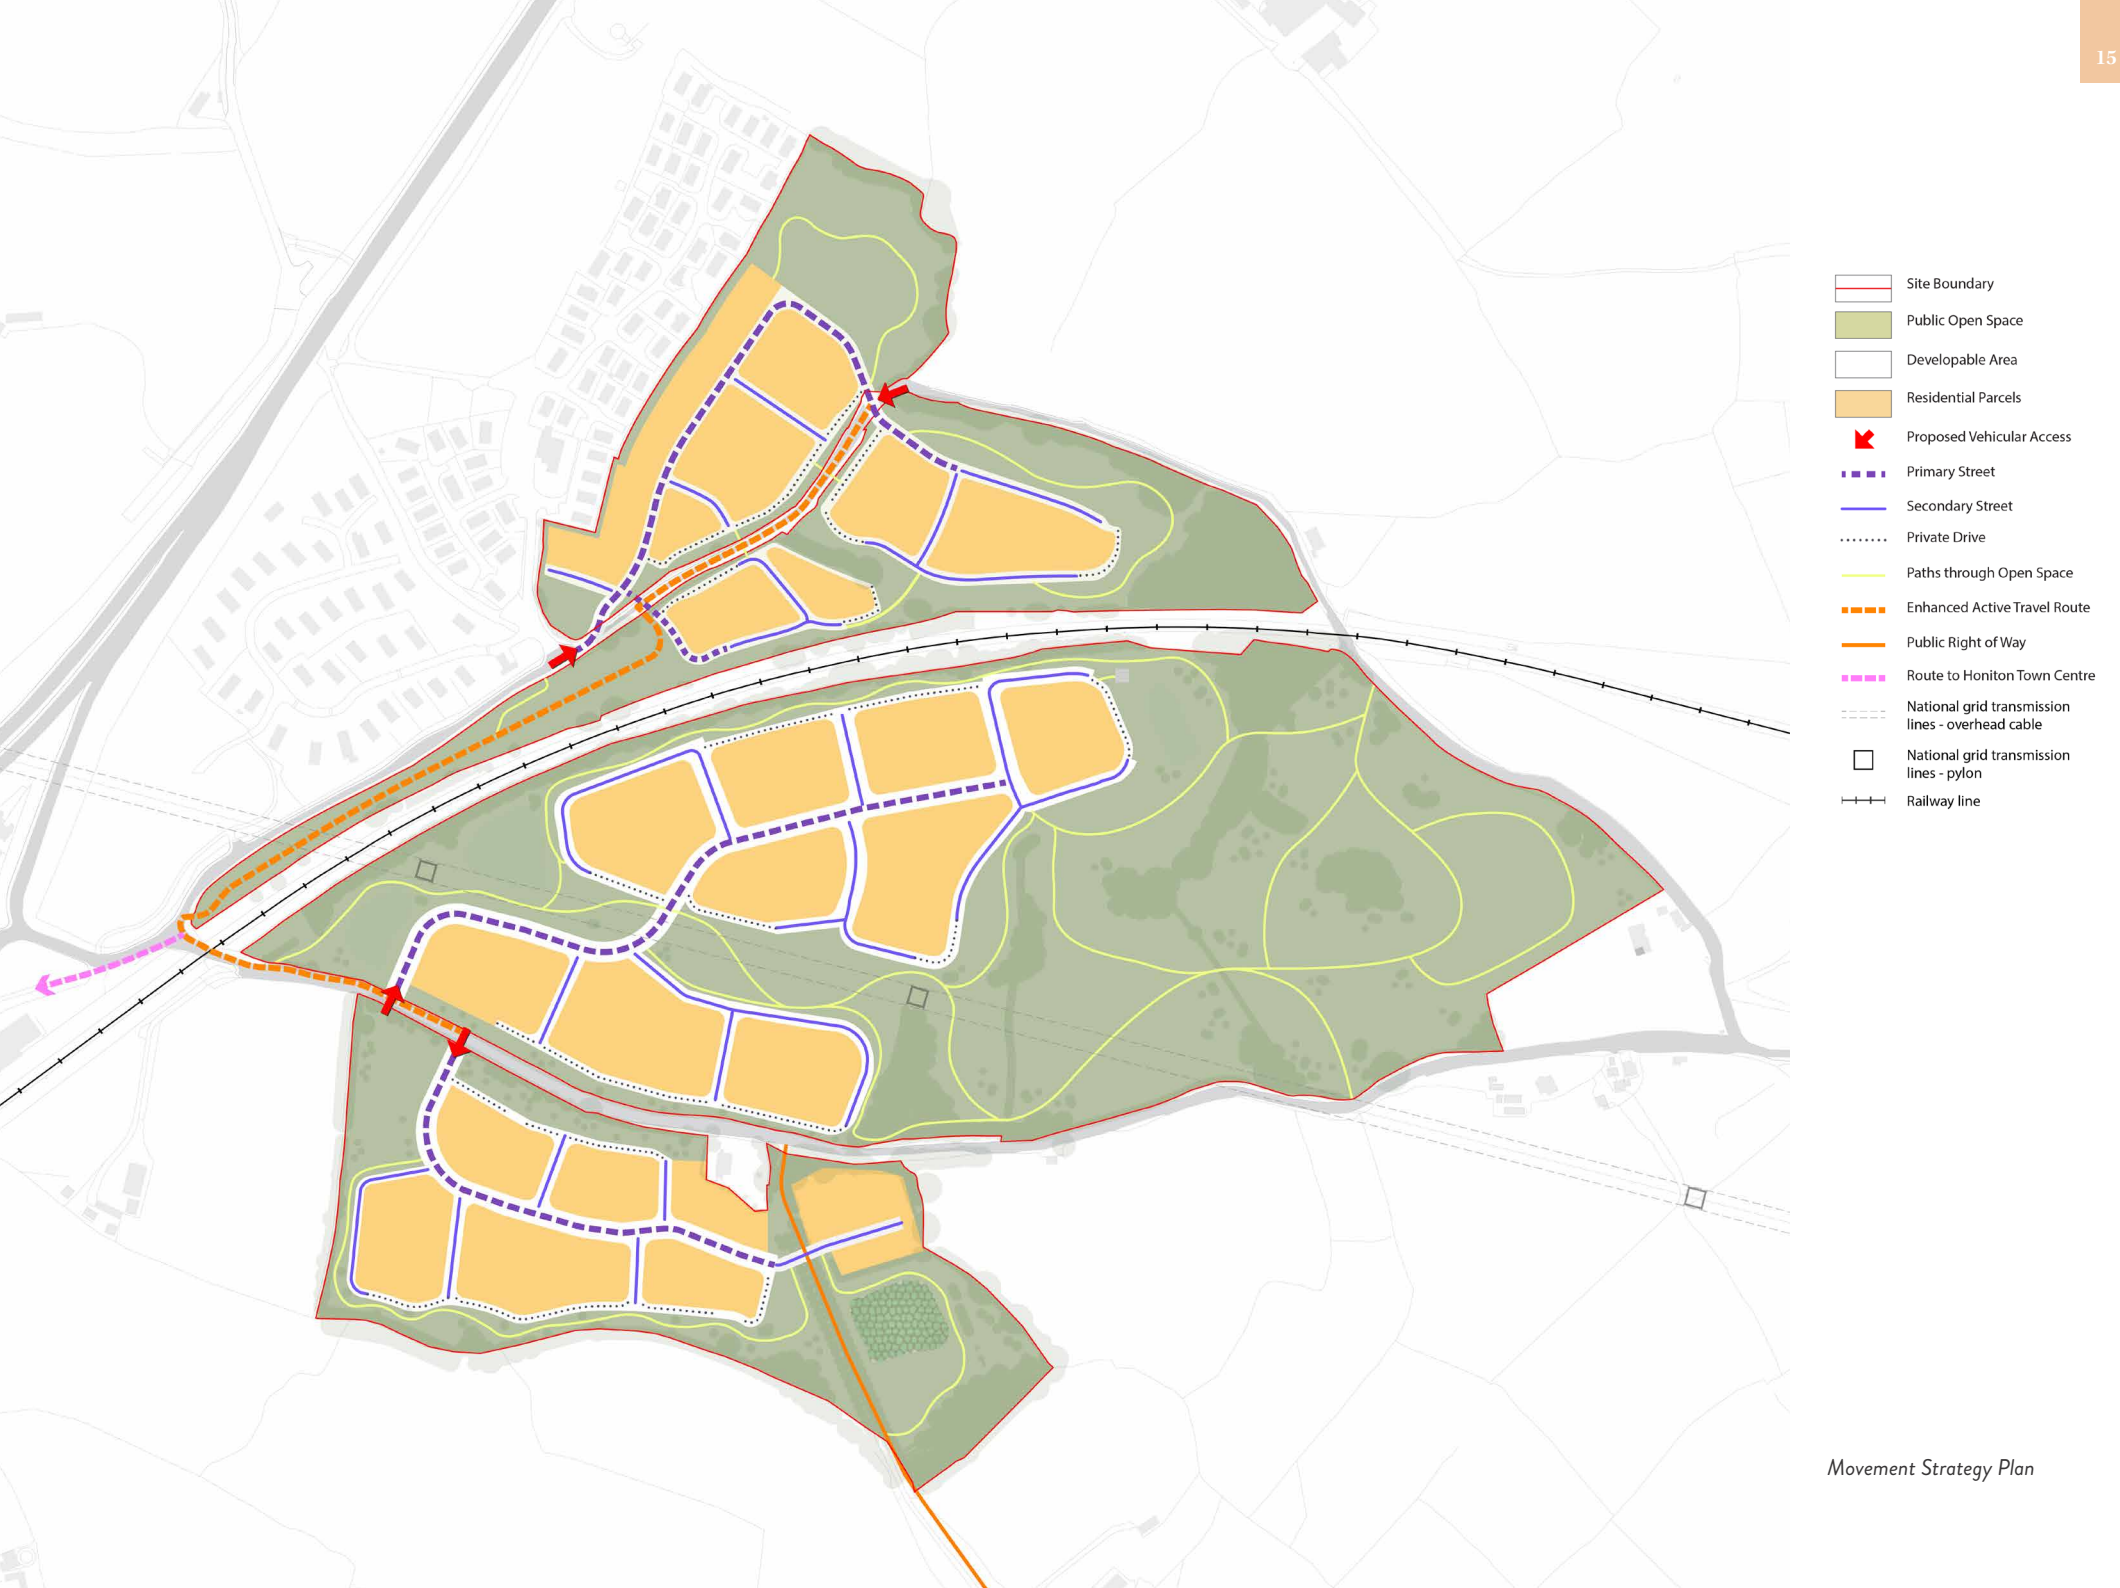 15
Site Boundary
Public Open Space
Developable Area
Residential Parcels
Proposed Vehicular Access
Primary Street
Secondary Street
Private Drive
Paths through Open Space
Enhanced Active Travel Route
Public Right of Way
Route to Honiton Town Centre
National grid transmission
lines - overhead cable
National grid transmission
lines - pylon
Railway line
Movement Strategy Plan